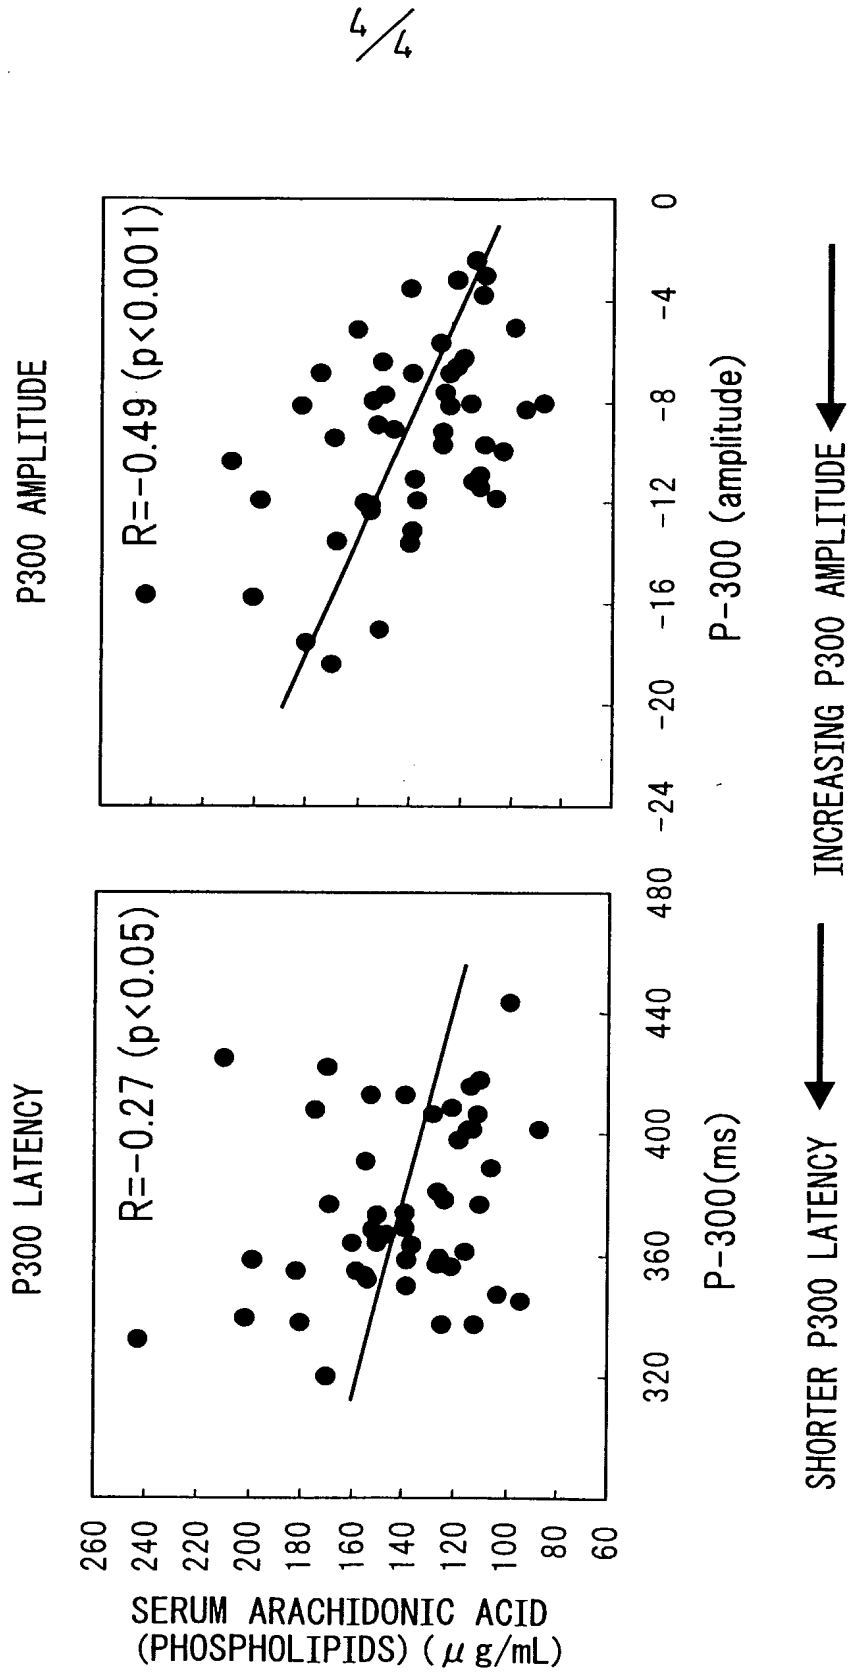 4/4
P300 LATENCY
R=-0.27 (p<0.05)
260
240
220
200
180
160
140
120
100
80
60
SERUM ARACHIDONIC ACID
(PHOSPHOLIPIDS) (μg/mL)
320
360
400
440
480
P-300(ms)
SHORTER P300 LATENCY
P300 AMPLITUDE
R=-0.49 (p<0.001)
-24
-20
-16
-12
-8
-4
0
P-300 (amplitude)
INCREASING P300 AMPLITUDE